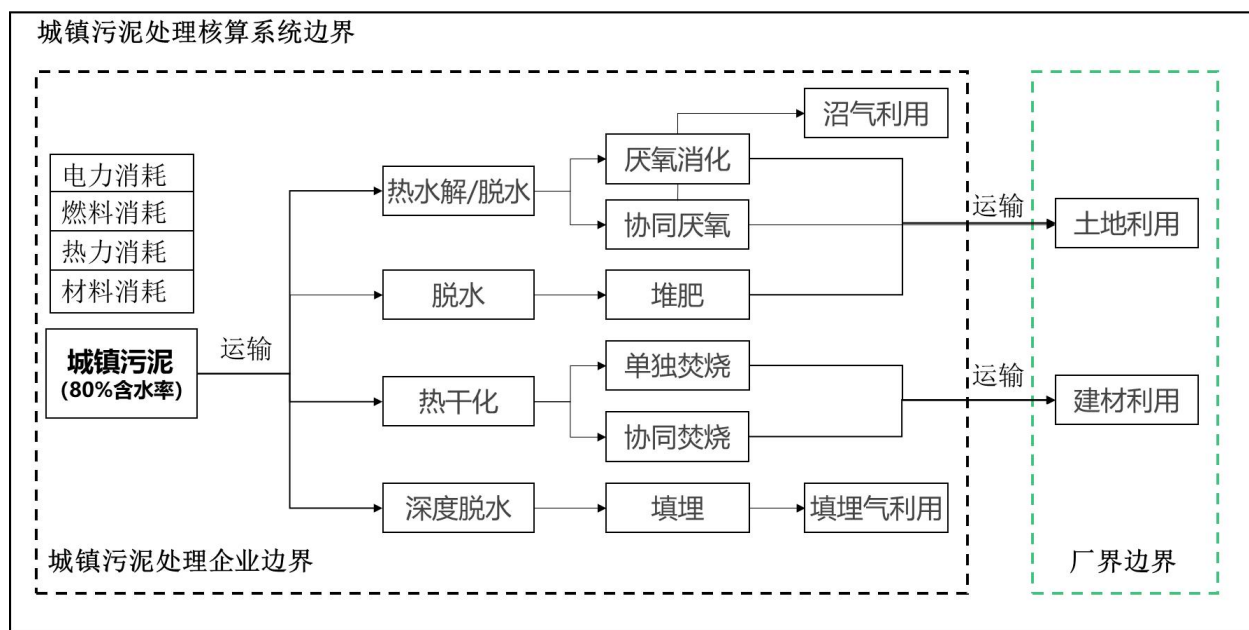 城镇污泥处理核算系统边界
电力消耗
燃料消耗
热力消耗
材料消耗
城镇污泥
(80%含水率)
运输
热水解/脱水
脱水
热干化
深度脱水
厌氧消化
协同厌氧
堆肥
单独焚烧
协同焚烧
填埋
沼气利用
填埋气利用
运输
运输
土地利用
建材利用
城镇污泥处理企业边界
厂界边界